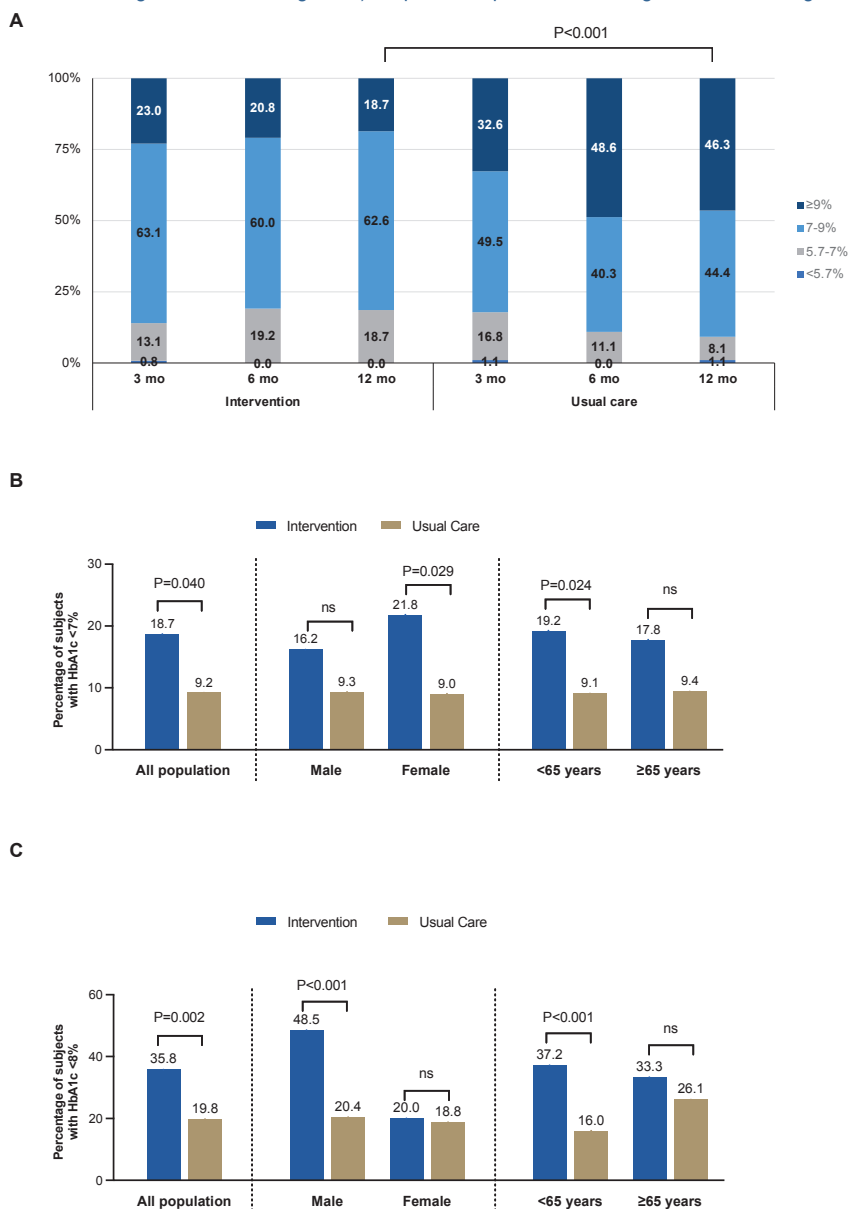 A
P<0.001
100%
23.0
20.8
18.7
32.6
48.6
46.3
75%
63.1
60.0
62.6
49.5
40.3
44.4
50%
≥9%
7-9%
5.7-7%
<5.7%
25%
13.1
19.2
18.7
16.8
11.1
8.1
0%
0.8
0.0
0.0
1.1
0.0
1.1
3 mo
6 mo
12 mo
3 mo
6 mo
12 mo
Intervention
Usual care
B
Intervention
Usual Care
Percentage of subjects
with HbA1c <7%
30
20
10
0
P=0.040
18.7
9.2
ns
16.2
9.3
P=0.029
21.8
9.0
P=0.024
19.2
9.1
ns
17.8
9.4
All population
Male
Female
<65 years
≥65 years
C
Intervention
Usual Care
Percentage of subjects
with HbA1c <8%
60
40
20
0
P=0.002
35.8
19.8
P<0.001
48.5
20.4
ns
20.0
18.8
P<0.001
37.2
16.0
ns
33.3
26.1
All population
Male
Female
<65 years
≥65 years